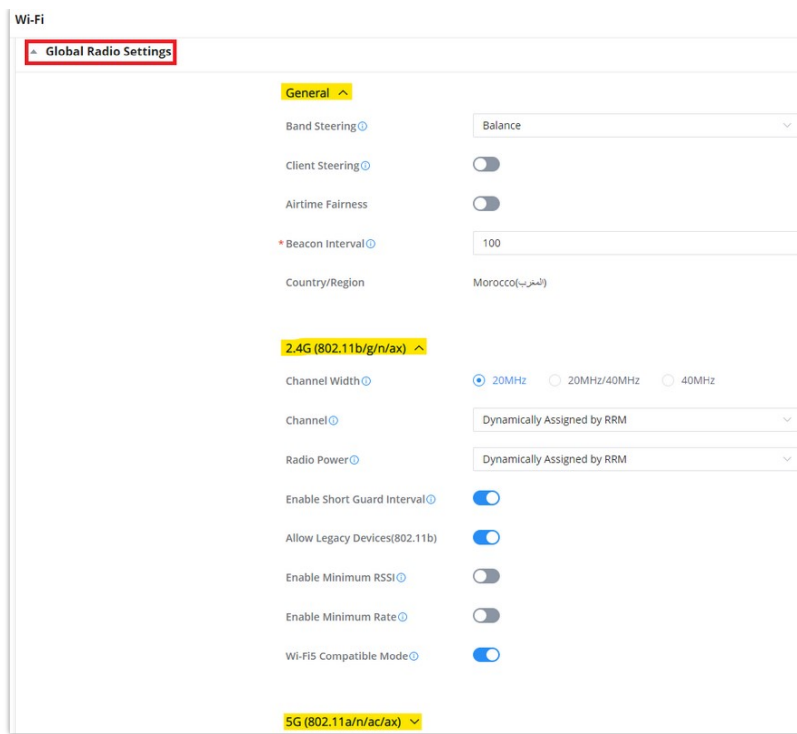 Wi-Fi
Global Radio Settings
General
Band Steering Balance
Client Steering
Airtime Fairness
* Beacon Interval 100
Country/Region Morocco(المغرب)
2.4G (802.11b/g/n/ax)
Channel Width 20MHz 20MHz/40MHz 40MHz
Channel Dynamically Assigned by RRM
Radio Power Dynamically Assigned by RRM
Enable Short Guard Interval
Allow Legacy Devices(802.11b)
Enable Minimum RSSI
Enable Minimum Rate
Wi-Fi5 Compatible Mode
5G (802.11a/n/ac/ax)